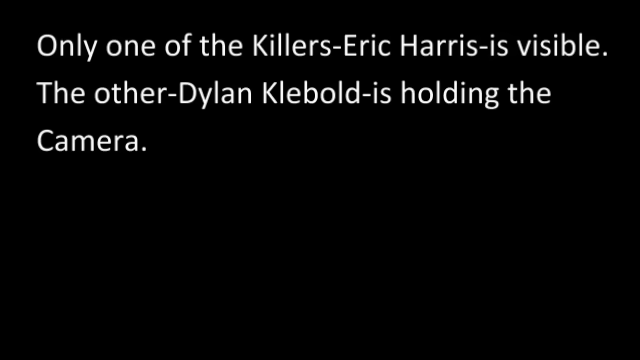 Only one of the Killers-Eric Harris-is visible.
The other-Dylan Klebold-is holding the
Camera.